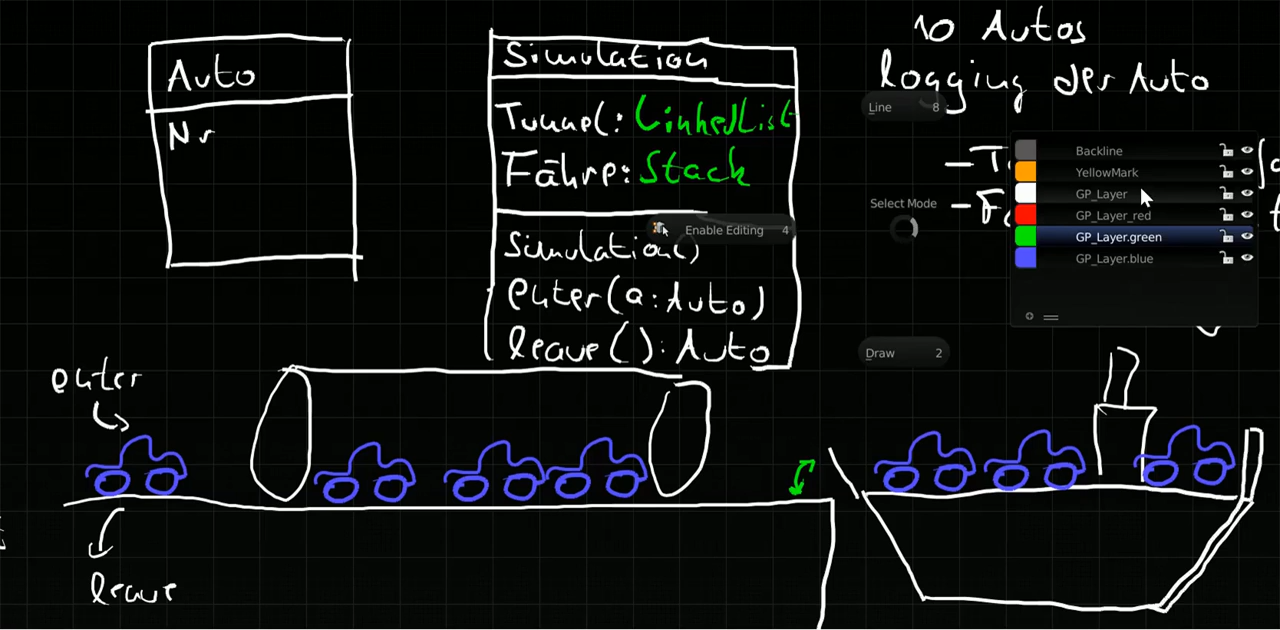 10 Autos
logging der Auto
Auto
Nr
Simulation
Tunnel: LinkedList
Fähre: Stack
Simulation()
enter(a: Auto)
leave(): Auto
Line 8
Select Mode
Enable Editing 4
Draw 2
Backline
YellowMark
GP_Layer
GP_Layer_red
GP_Layer.green
GP_Layer.blue
enter
leave